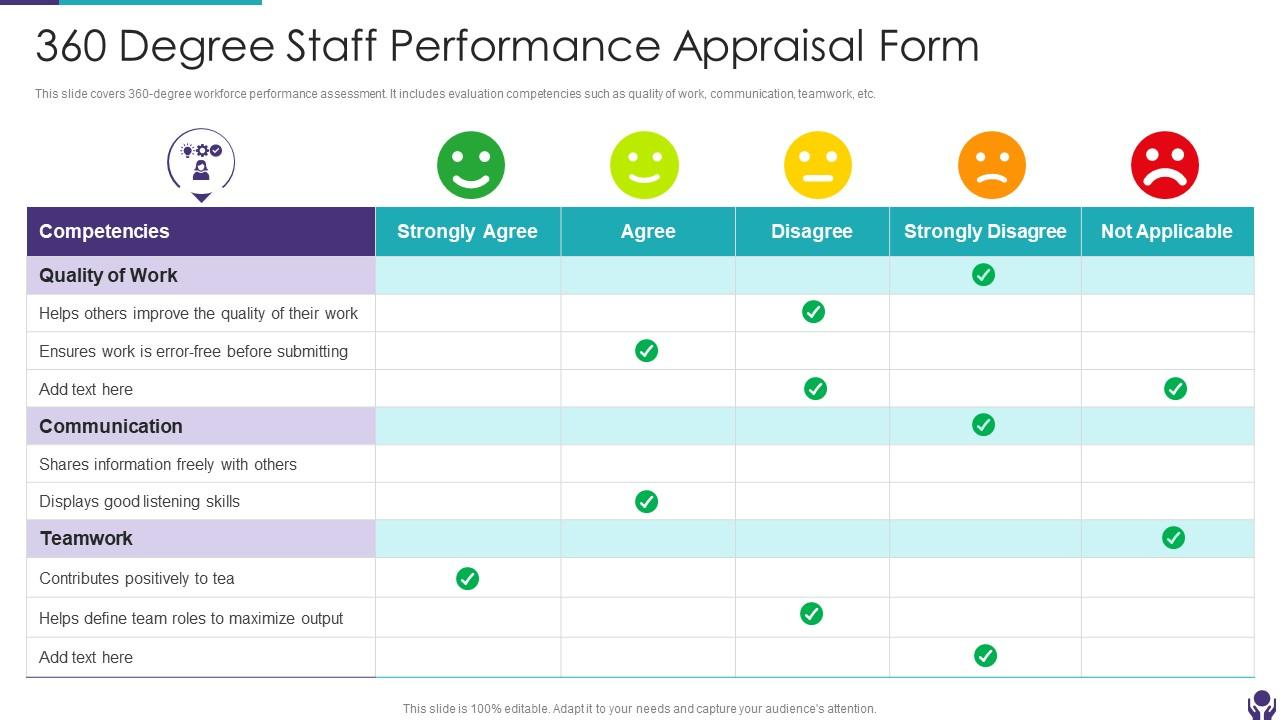 360 Degree Staff Performance Appraisal Form
This slide covers 360-degree workforce performance assessment. It includes evaluation competencies such as quality of work, communication, teamwork, etc.
Competencies Strongly Agree Agree Disagree Strongly Disagree Not Applicable
Quality of Work
Helps others improve the quality of their work
Ensures work is error-free before submitting
Add text here
Communication
Shares information freely with others
Displays good listening skills
Teamwork
Contributes positively to tea
Helps define team roles to maximize output
Add text here
This slide is 100% editable. Adapt it to your needs and capture your audience's attention.